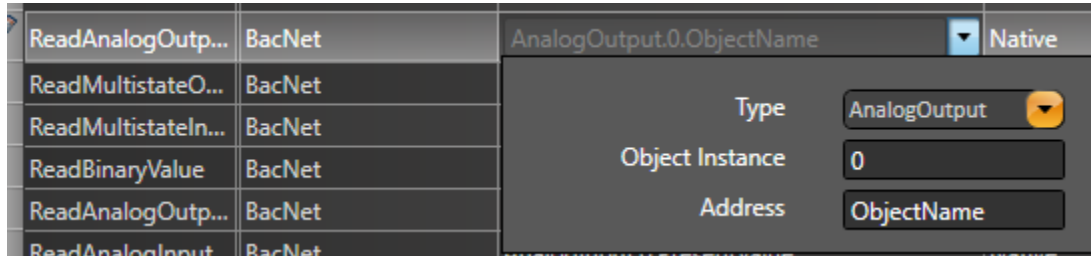 ReadAnalogOutp... BacNet AnalogOutput.0.ObjectName Native
ReadMultistateO... BacNet
Type AnalogOutput
ReadMultistateIn... BacNet
Object Instance 0
ReadBinaryValue BacNet
Address ObjectName
ReadAnalogOutp... BacNet
ReadAnalogInput BacNet